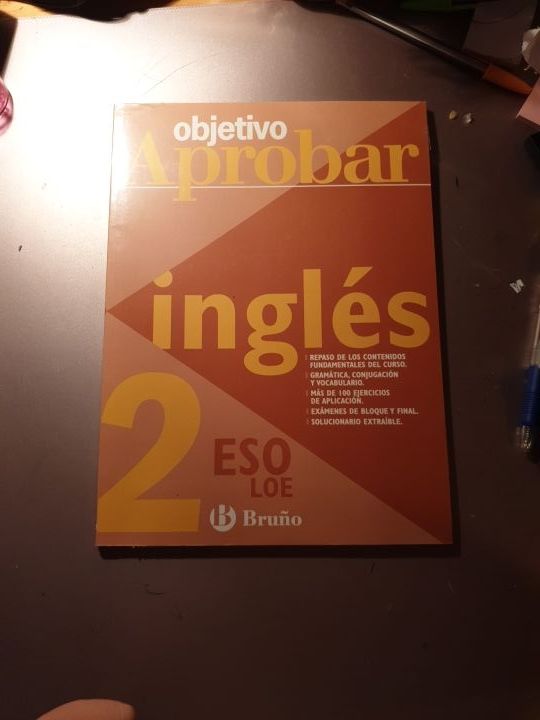 objetivo
Aprobar
inglés
REPASO DE LOS CONTENIDOS
FUNDAMENTALES DEL CURSO.
GRAMÁTICA, CONJUGACIÓN
Y VOCABULARIO.
MÁS DE 100 EJERCICIOS
DE APLICACIÓN.
EXÁMENES DE BLOQUE Y FINAL.
SOLUCIONARIO EXTRAÍBLE.
2
ESO
LOE
B Bruño